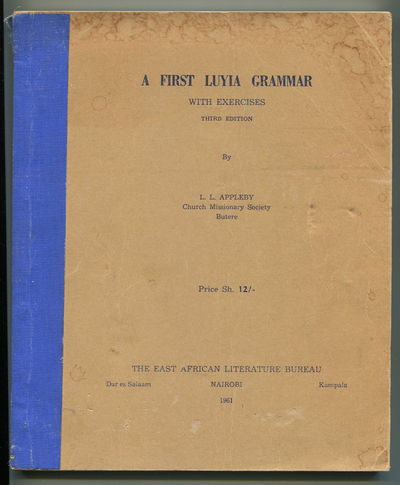 A FIRST LUYIA GRAMMAR
WITH EXERCISES
THIRD EDITION
By
L. L. APPLEBY
Church Missionary Society
Butere
Price Sh. 12/-
THE EAST AFRICAN LITERATURE BUREAU
Dar es Salaam NAIROBI Kampala
1961